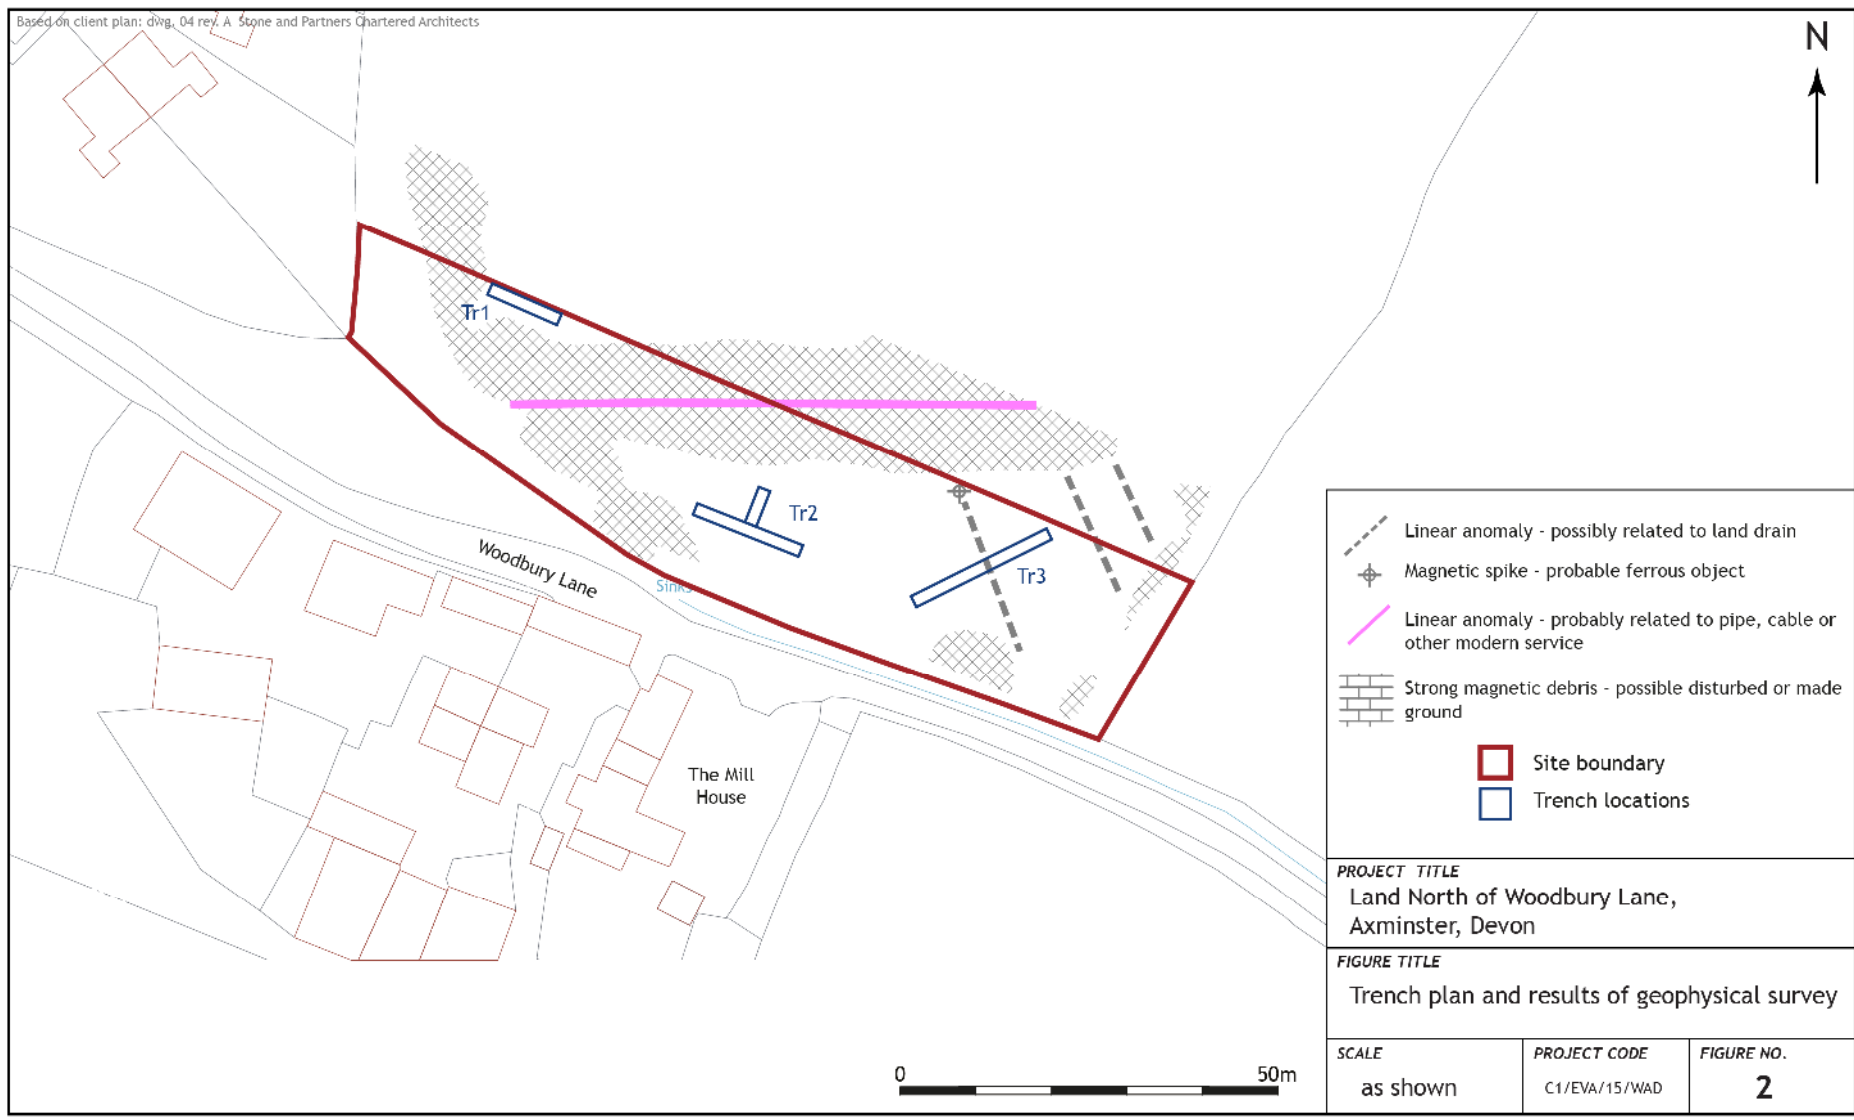 Based on client plan: dwg. 04 rev. A Stone and Partners Chartered Architects
N
Tr1
Tr2
Tr3
Woodbury Lane
Sinks
The Mill
House
Linear anomaly - possibly related to land drain
Magnetic spike - probable ferrous object
Linear anomaly - probably related to pipe, cable or
other modern service
Strong magnetic debris - possible disturbed or made
ground
Site boundary
Trench locations
PROJECT TITLE
Land North of Woodbury Lane,
Axminster, Devon
FIGURE TITLE
Trench plan and results of geophysical survey
SCALE
as shown
PROJECT CODE
C1/EVA/15/WAD
FIGURE NO.
2
0 50m